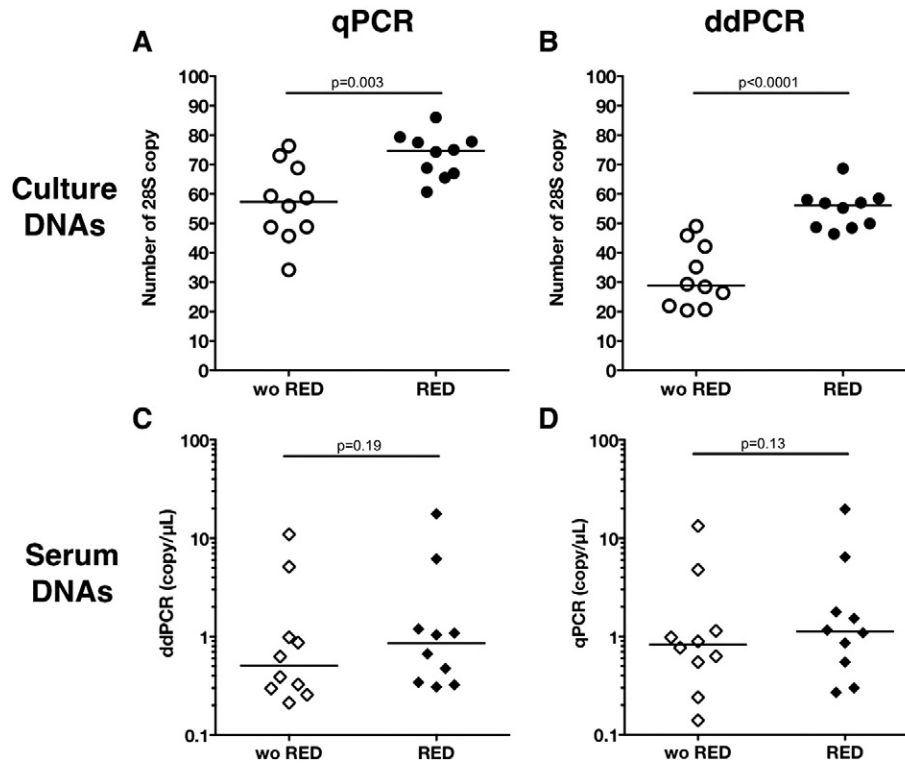 qPCR
ddPCR
A
B
p=0.003
p<0.0001
Culture
DNAs
Number of 28S copy
100
90
80
70
60
50
40
30
20
10
0
wo RED
RED
Number of 28S copy
100
90
80
70
60
50
40
30
20
10
0
wo RED
RED
C
D
p=0.19
p=0.13
Serum
DNAs
ddPCR (copy/µL)
100
10
1
0.1
wo RED
RED
qPCR (copy/µL)
100
10
1
0.1
wo RED
RED